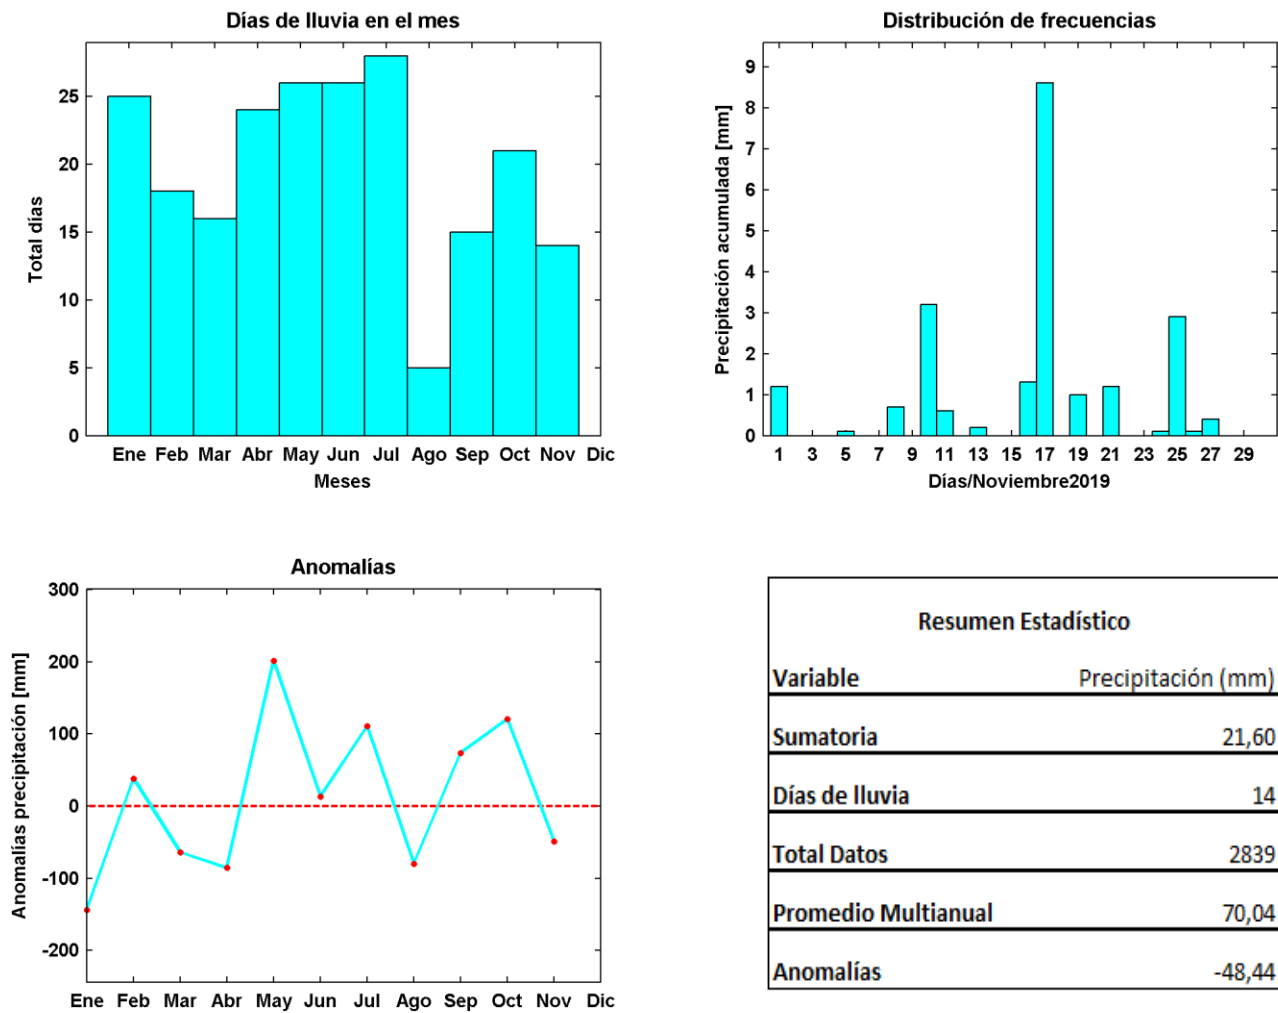 Días de lluvia en el mes
Total días
25
20
15
10
5
0
Ene Feb Mar Abr May Jun Jul Ago Sep Oct Nov Dic
Meses
Distribución de frecuencias
Precipitación acumulada [mm]
9
8
7
6
5
4
3
2
1
0
1 3 5 7 9 11 13 15 17 19 21 23 25 27 29
Días/Noviembre2019
Anomalías
Anomalías precipitación [mm]
300
200
100
0
-100
-200
Ene Feb Mar Abr May Jun Jul Ago Sep Oct Nov Dic
Resumen Estadístico
Variable Precipitación (mm)
Sumatoria 21,60
Días de lluvia 14
Total Datos 2839
Promedio Multianual 70,04
Anomalías -48,44